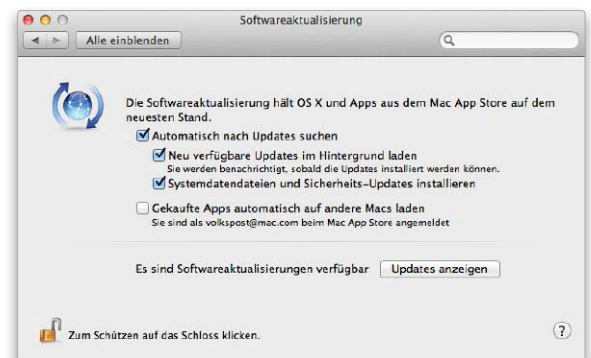 Softwareaktualisierung
Alle einblenden
Die Softwareaktualisierung hält OS X und Apps aus dem Mac App Store auf dem
neuesten Stand.
Automatisch nach Updates suchen
Neu verfügbare Updates im Hintergrund laden
Sie werden benachrichtigt, sobald die Updates installiert werden können.
Systemdatendateien und Sicherheits-Updates installieren
Gekaufte Apps automatisch auf andere Macs laden
Sie sind als volkspost@mac.com beim Mac App Store angemeldet
Es sind Softwareaktualisierungen verfügbar Updates anzeigen
Zum Schützen auf das Schloss klicken. ?